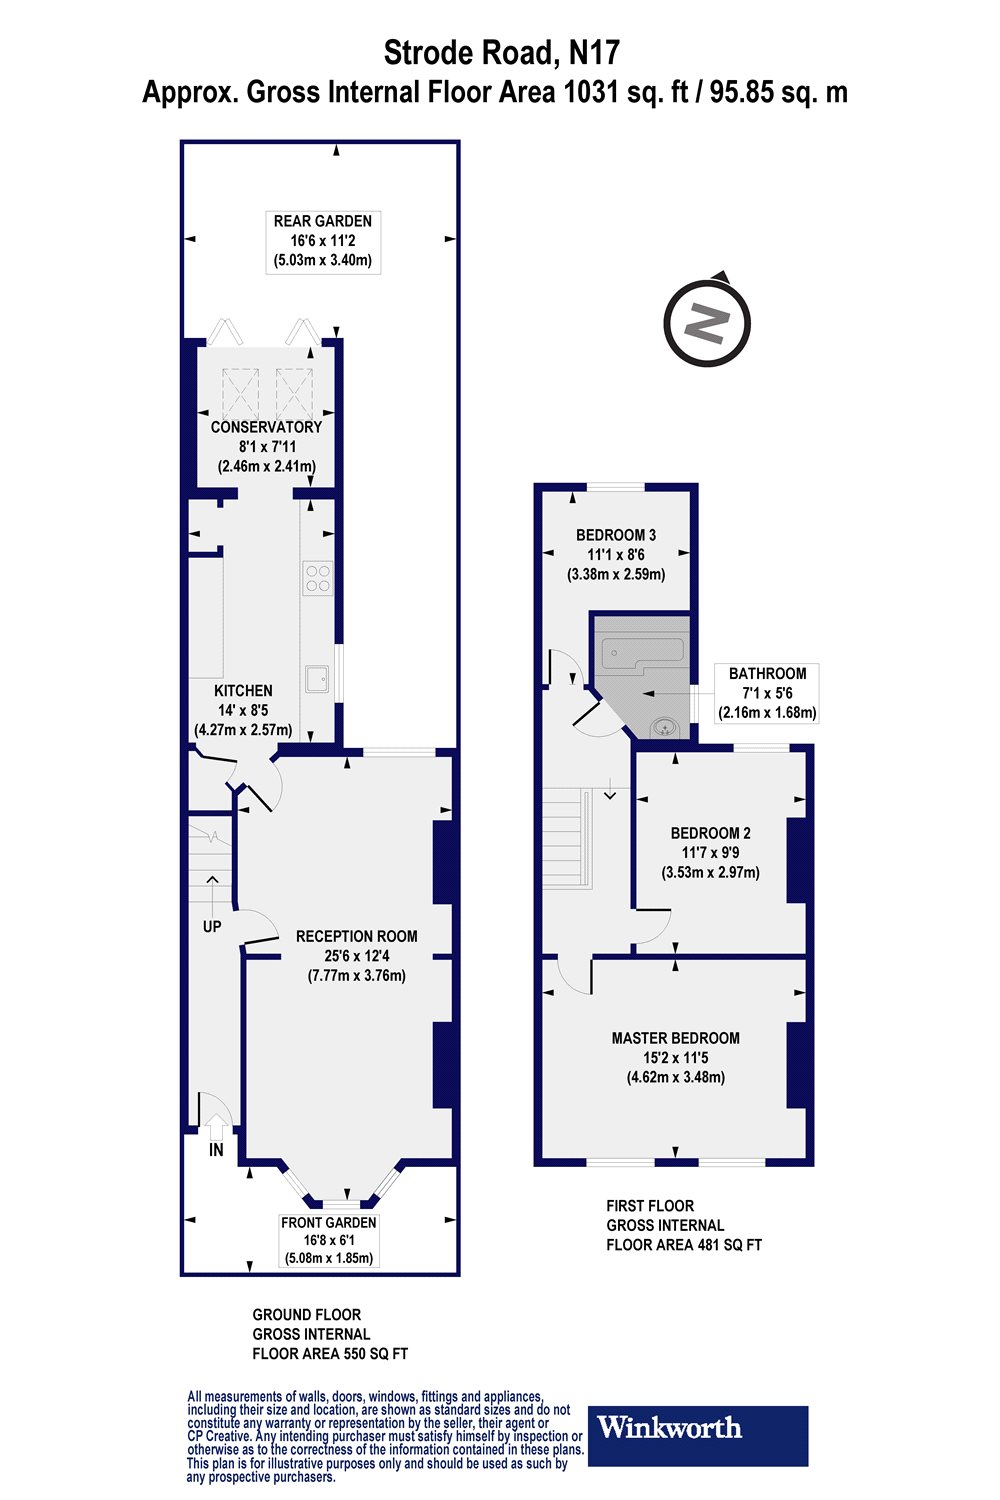 Strode Road, N17
Approx. Gross Internal Floor Area 1031 sq. ft / 95.85 sq. m
REAR GARDEN
16'6 x 11'2
(5.03m x 3.40m)
N
CONSERVATORY
8'1 x 7'11
(2.46m x 2.41m)
KITCHEN
14' x 8'5
(4.27m x 2.57m)
UP
RECEPTION ROOM
25'6 x 12'4
(7.77m x 3.76m)
IN
FRONT GARDEN
16'8 x 6'1
(5.08m x 1.85m)
GROUND FLOOR
GROSS INTERNAL
FLOOR AREA 550 SQ FT
BEDROOM 3
11'1 x 8'6
(3.38m x 2.59m)
BATHROOM
7'1 x 5'6
(2.16m x 1.68m)
BEDROOM 2
11'7 x 9'9
(3.53m x 2.97m)
MASTER BEDROOM
15'2 x 11'5
(4.62m x 3.48m)
FIRST FLOOR
GROSS INTERNAL
FLOOR AREA 481 SQ FT
All measurements of walls, doors, windows, fittings and appliances,
including their size and location, are shown as standard sizes and do not
constitute any warranty or representation by the seller, their agent or
CP Creative. Any intending purchaser must satisfy himself by inspection or
otherwise as to the correctness of the information contained in these plans.
This plan is for illustrative purposes only and should be used as such by
any prospective purchasers.
Winkworth